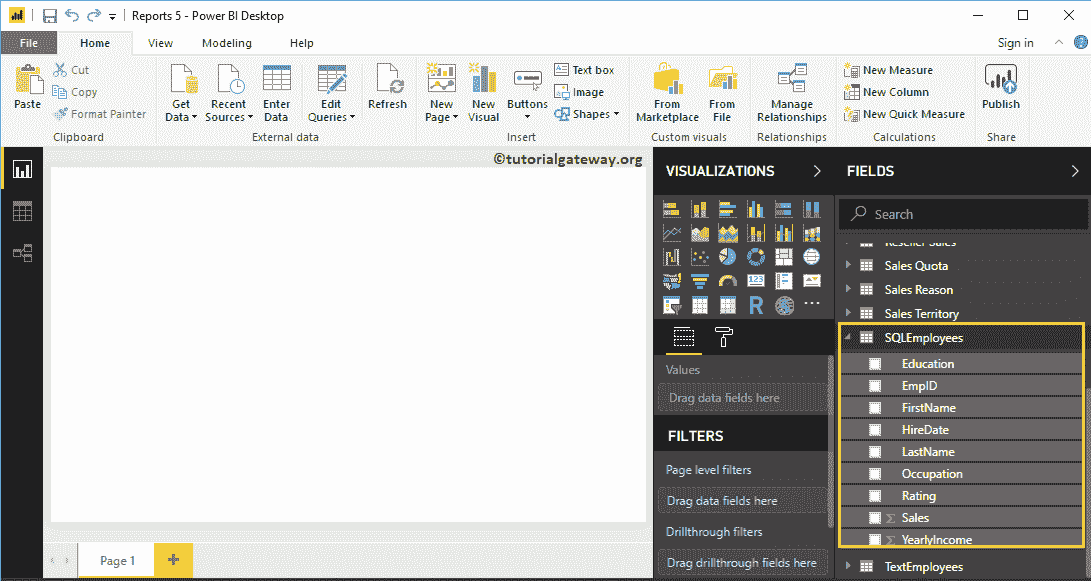 Reports 5 - Power BI Desktop
File Home View Modeling Help Sign in
Paste
Cut
Copy
Format Painter
Clipboard
Get Data
Recent Sources
Enter Data
Edit Queries
External data
Refresh
New Page
New Visual
Buttons
Text box
Image
Shapes
Insert
From Marketplace
From File
Custom visuals
Manage Relationships
Relationships
New Measure
New Column
New Quick Measure
Calculations
Publish
Share
©tutorialgateway.org
VISUALIZATIONS
123
R
Values
Drag data fields here
FILTERS
Page level filters
Drag data fields here
Drillthrough filters
Drag drillthrough fields here
FIELDS
Search
Reseller Sales
Sales Quota
Sales Reason
Sales Territory
SQLEmployees
Education
EmpID
FirstName
HireDate
LastName
Occupation
Rating
Σ Sales
Σ YearlyIncome
TextEmployees
Page 1